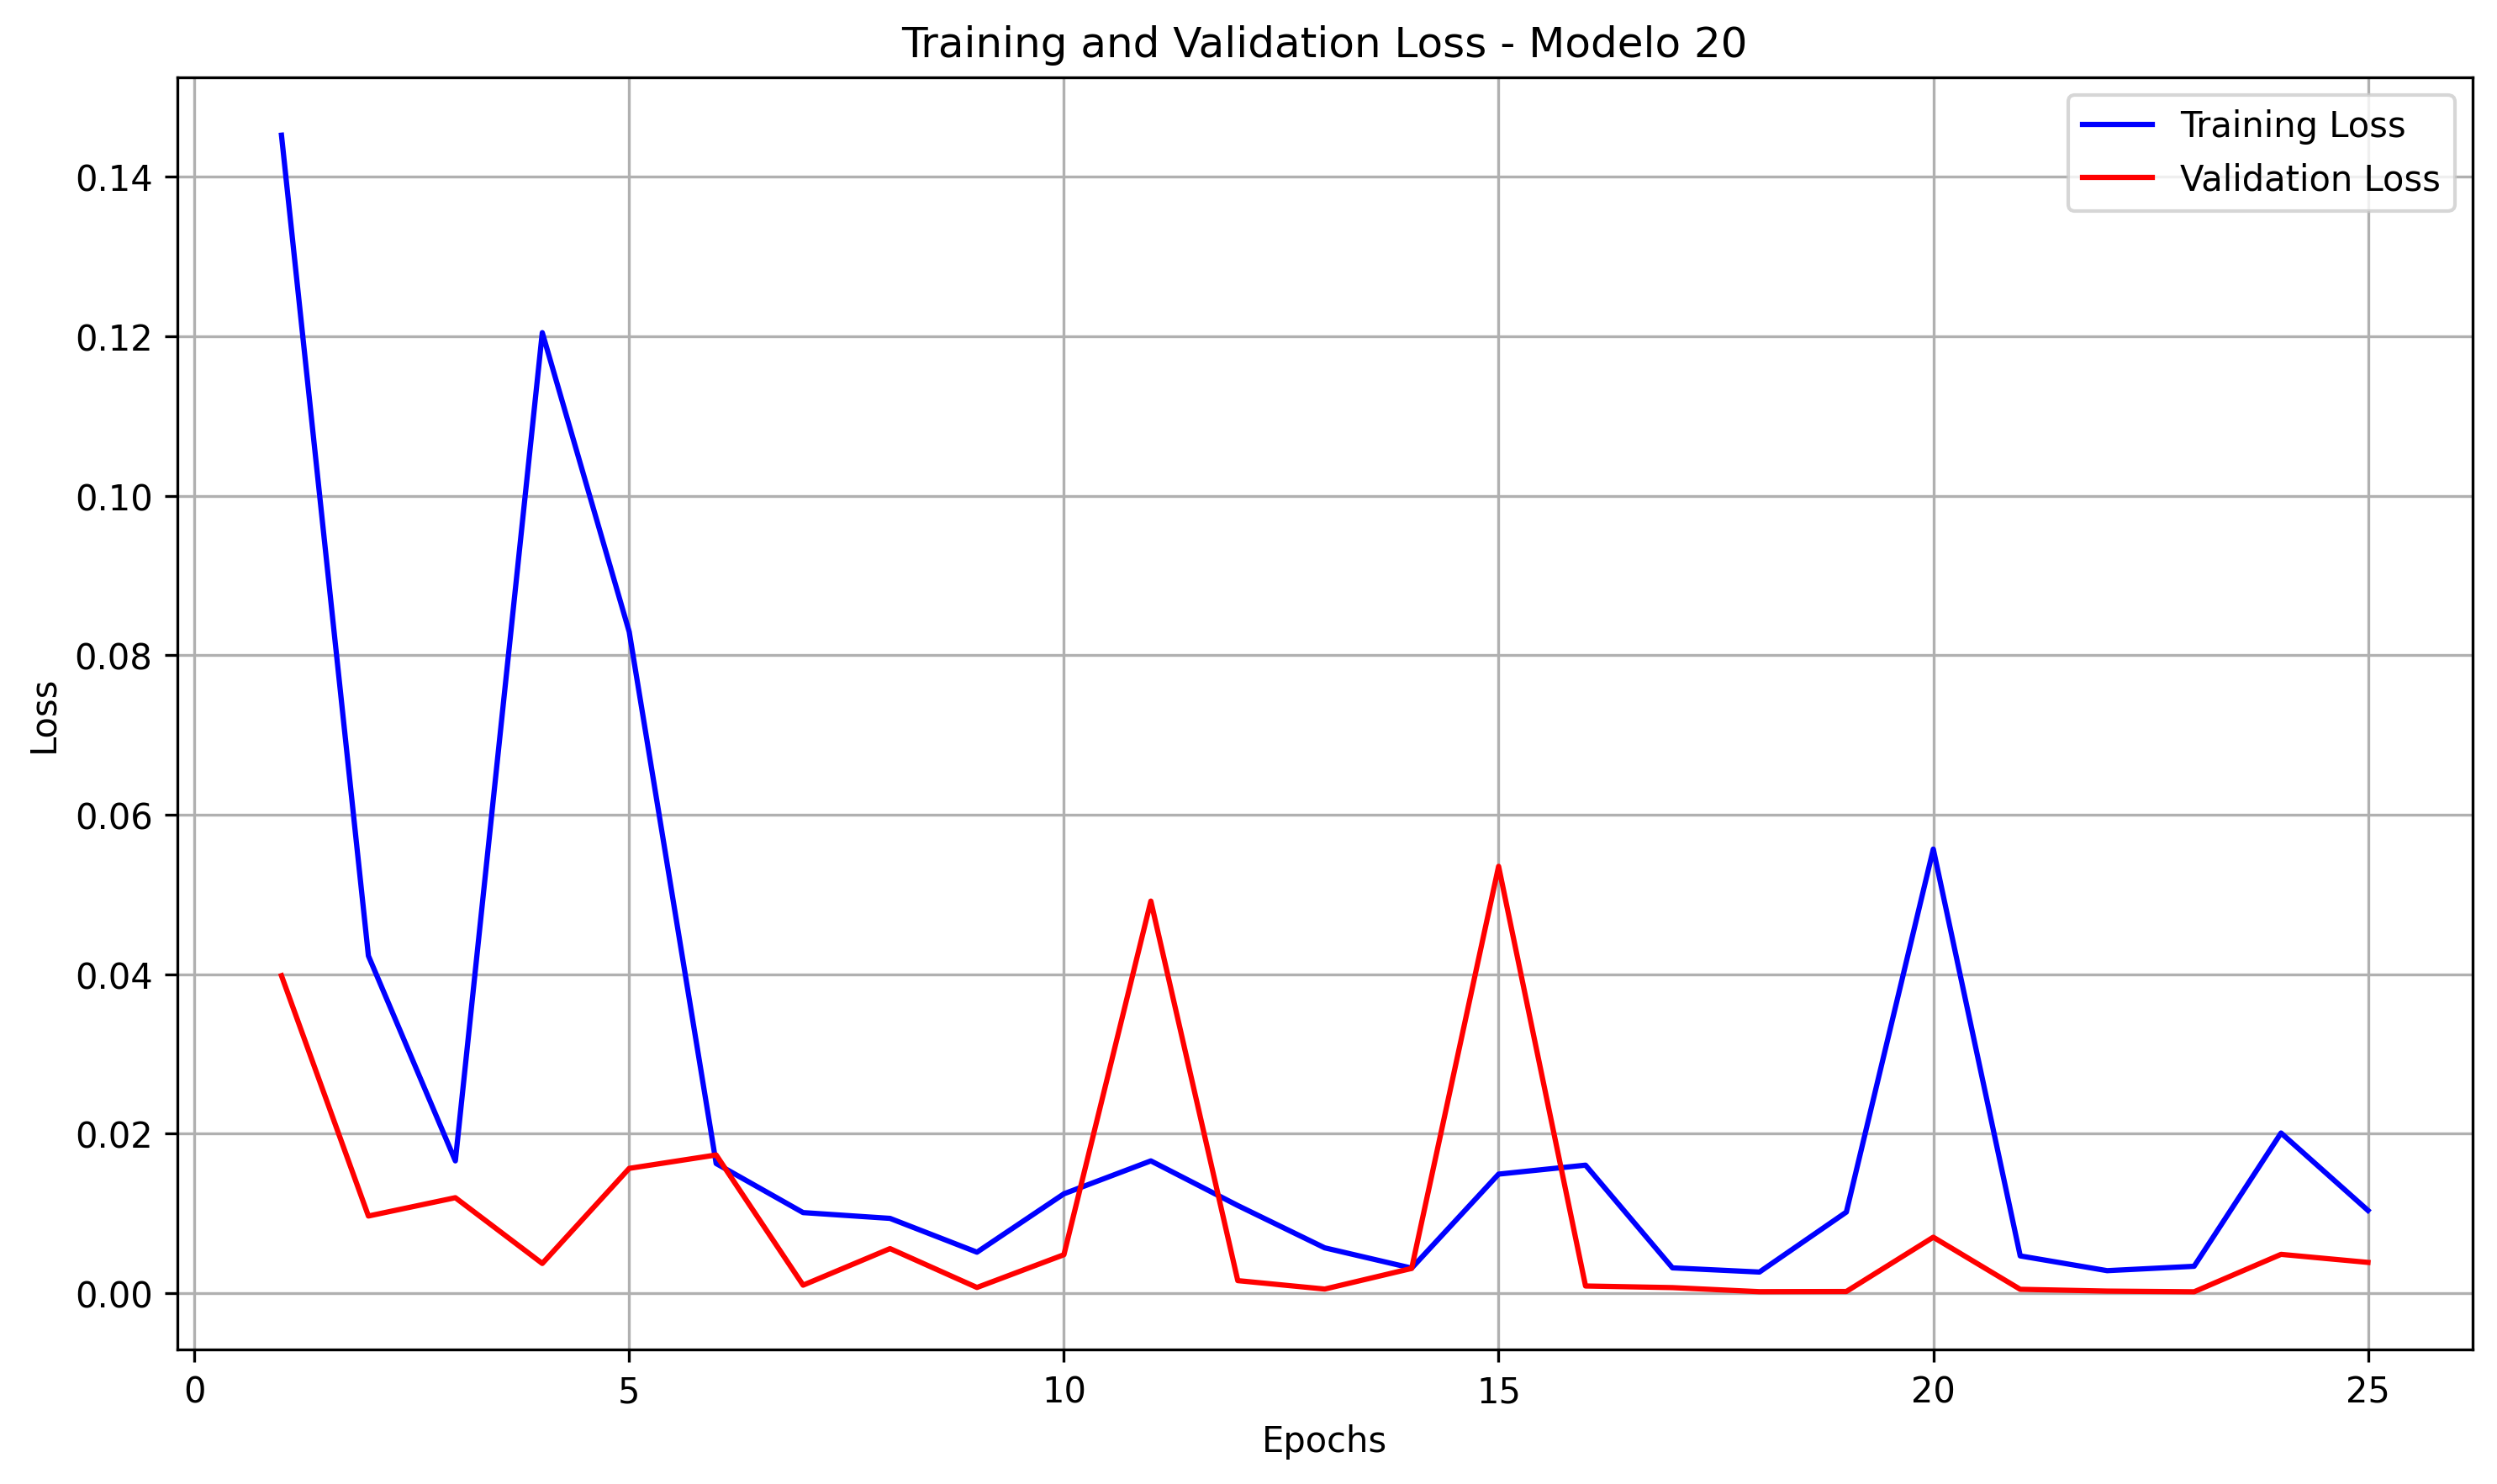 Training and Validation Loss - Modelo 20
Training Loss
Validation Loss
0.14
0.12
0.10
0.08
0.06
0.04
0.02
0.00
Loss
0 5 10 15 20 25
Epochs